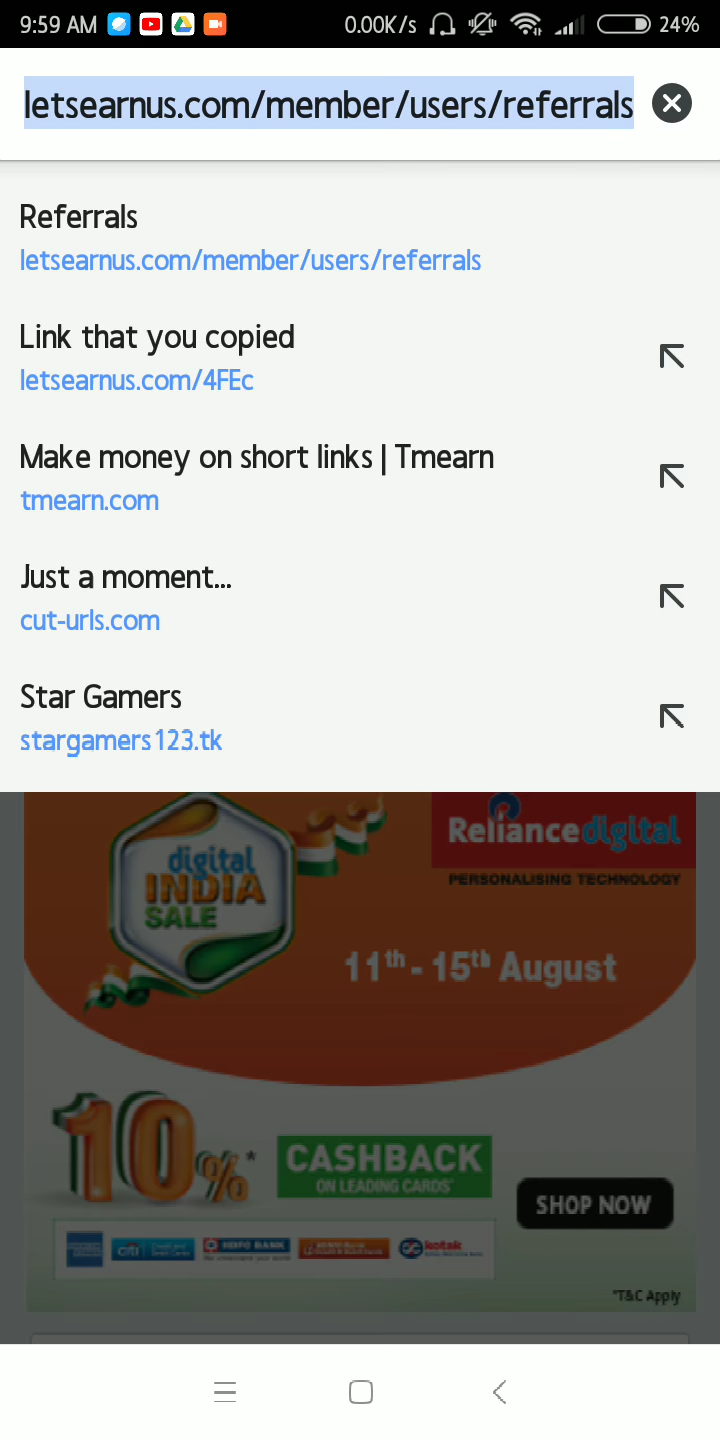 9:59 AM 0.00K/s 24%
letsearnus.com/member/users/referrals
Referrals
letsearnus.com/member/users/referrals
Link that you copied
letsearnus.com/4FEc
Make money on short links | Tmearn
tmearn.com
Just a moment...
cut-urls.com
Star Gamers
stargamers123.tk
Reliance digital
PERSONALISING TECHNOLOGY
digital
INDIA
SALE
11th - 15th August
10%*
CASHBACK
ON LEADING CARDS*
SHOP NOW
citi
HDFC BANK
kotak
*T&C Apply